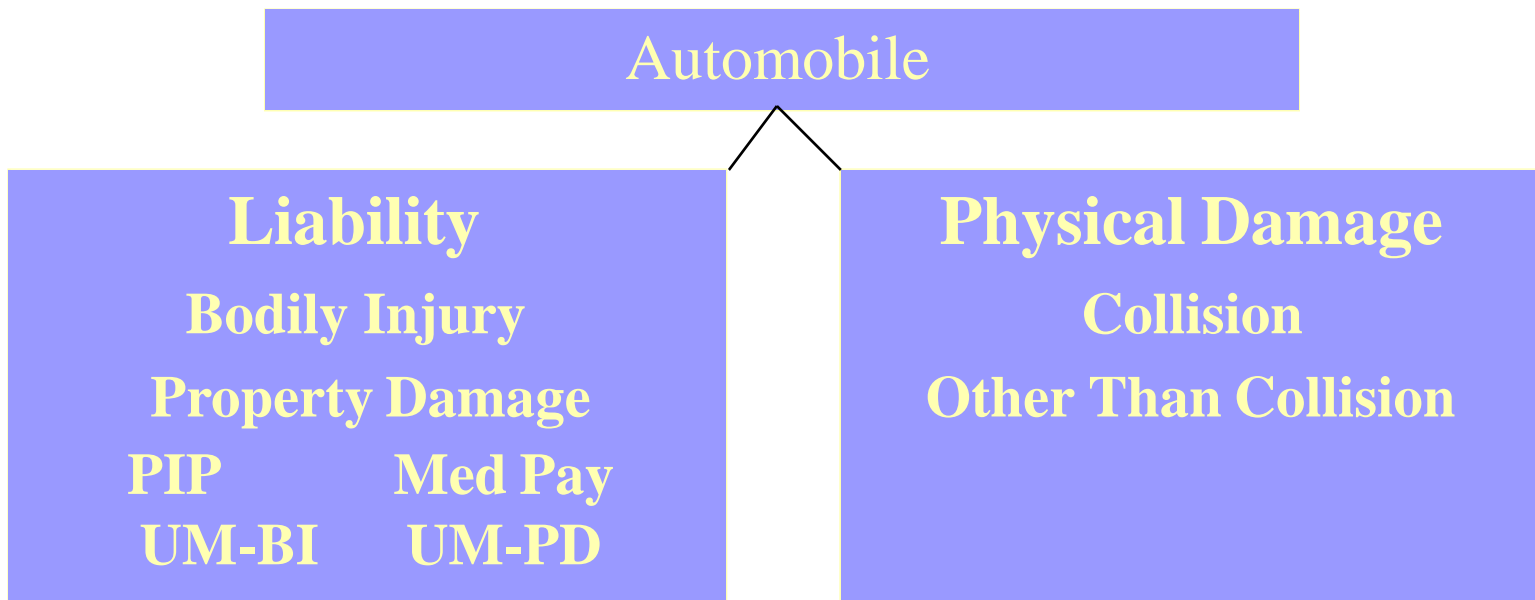 Automobile
Liability
Bodily Injury
Property Damage
PIP Med Pay
UM-BI UM-PD
Physical Damage
Collision
Other Than Collision